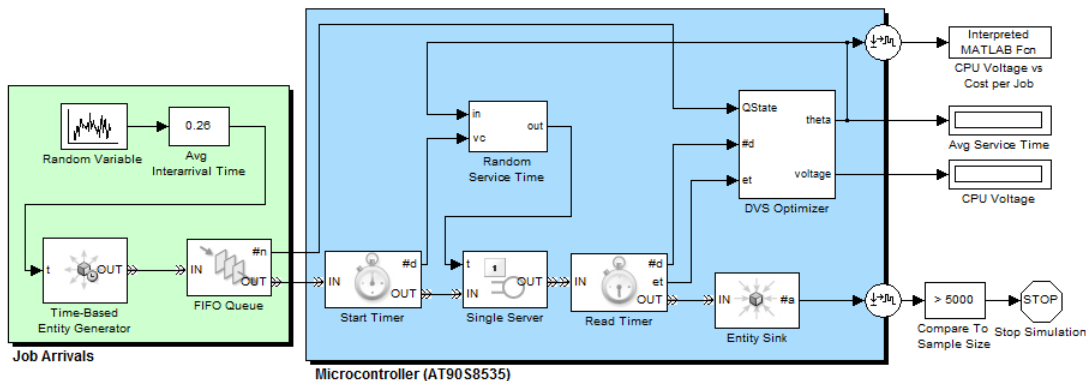 Interpreted
MATLAB Fcn
CPU Voltage vs
Cost per Job
0.26
Random Variable
Avg
Interarrival Time
in
vc
out
Random
Service Time
QState
#d
et
theta
voltage
DVS Optimizer
Avg Service Time
CPU Voltage
t
OUT
Time-Based
Entity Generator
IN
#n
OUT
FIFO Queue
IN
#d
OUT
Start Timer
t
IN
1
OUT
Single Server
IN
#d
et
OUT
Read Timer
IN
#a
Entity Sink
> 5000
Compare To
Sample Size
STOP
Stop Simulation
Job Arrivals
Microcontroller (AT90S8535)